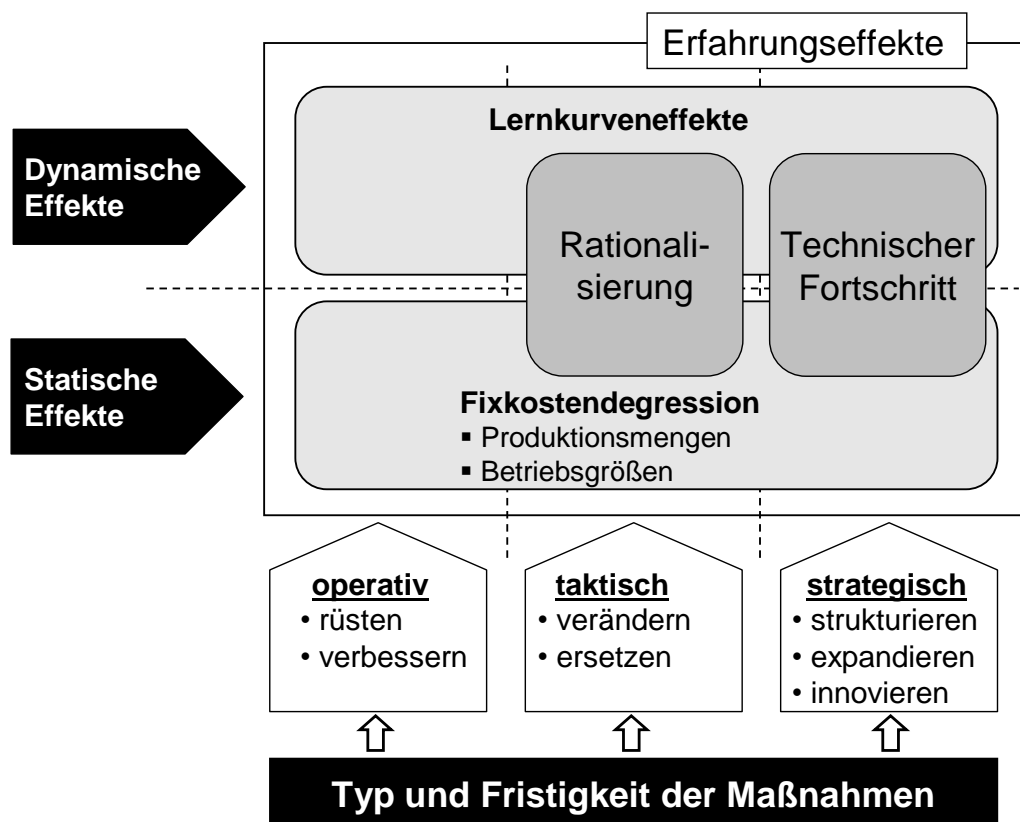 Erfahrungseffekte
Lernkurveneffekte
Dynamische
Effekte
Rationali-
sierung
Technischer
Fortschritt
Statische
Effekte
Fixkostendegression
▪ Produktionsmengen
▪ Betriebsgrößen
operativ
• rüsten
• verbessern
taktisch
• verändern
• ersetzen
strategisch
• strukturieren
• expandieren
• innovieren
Typ und Fristigkeit der Maßnahmen